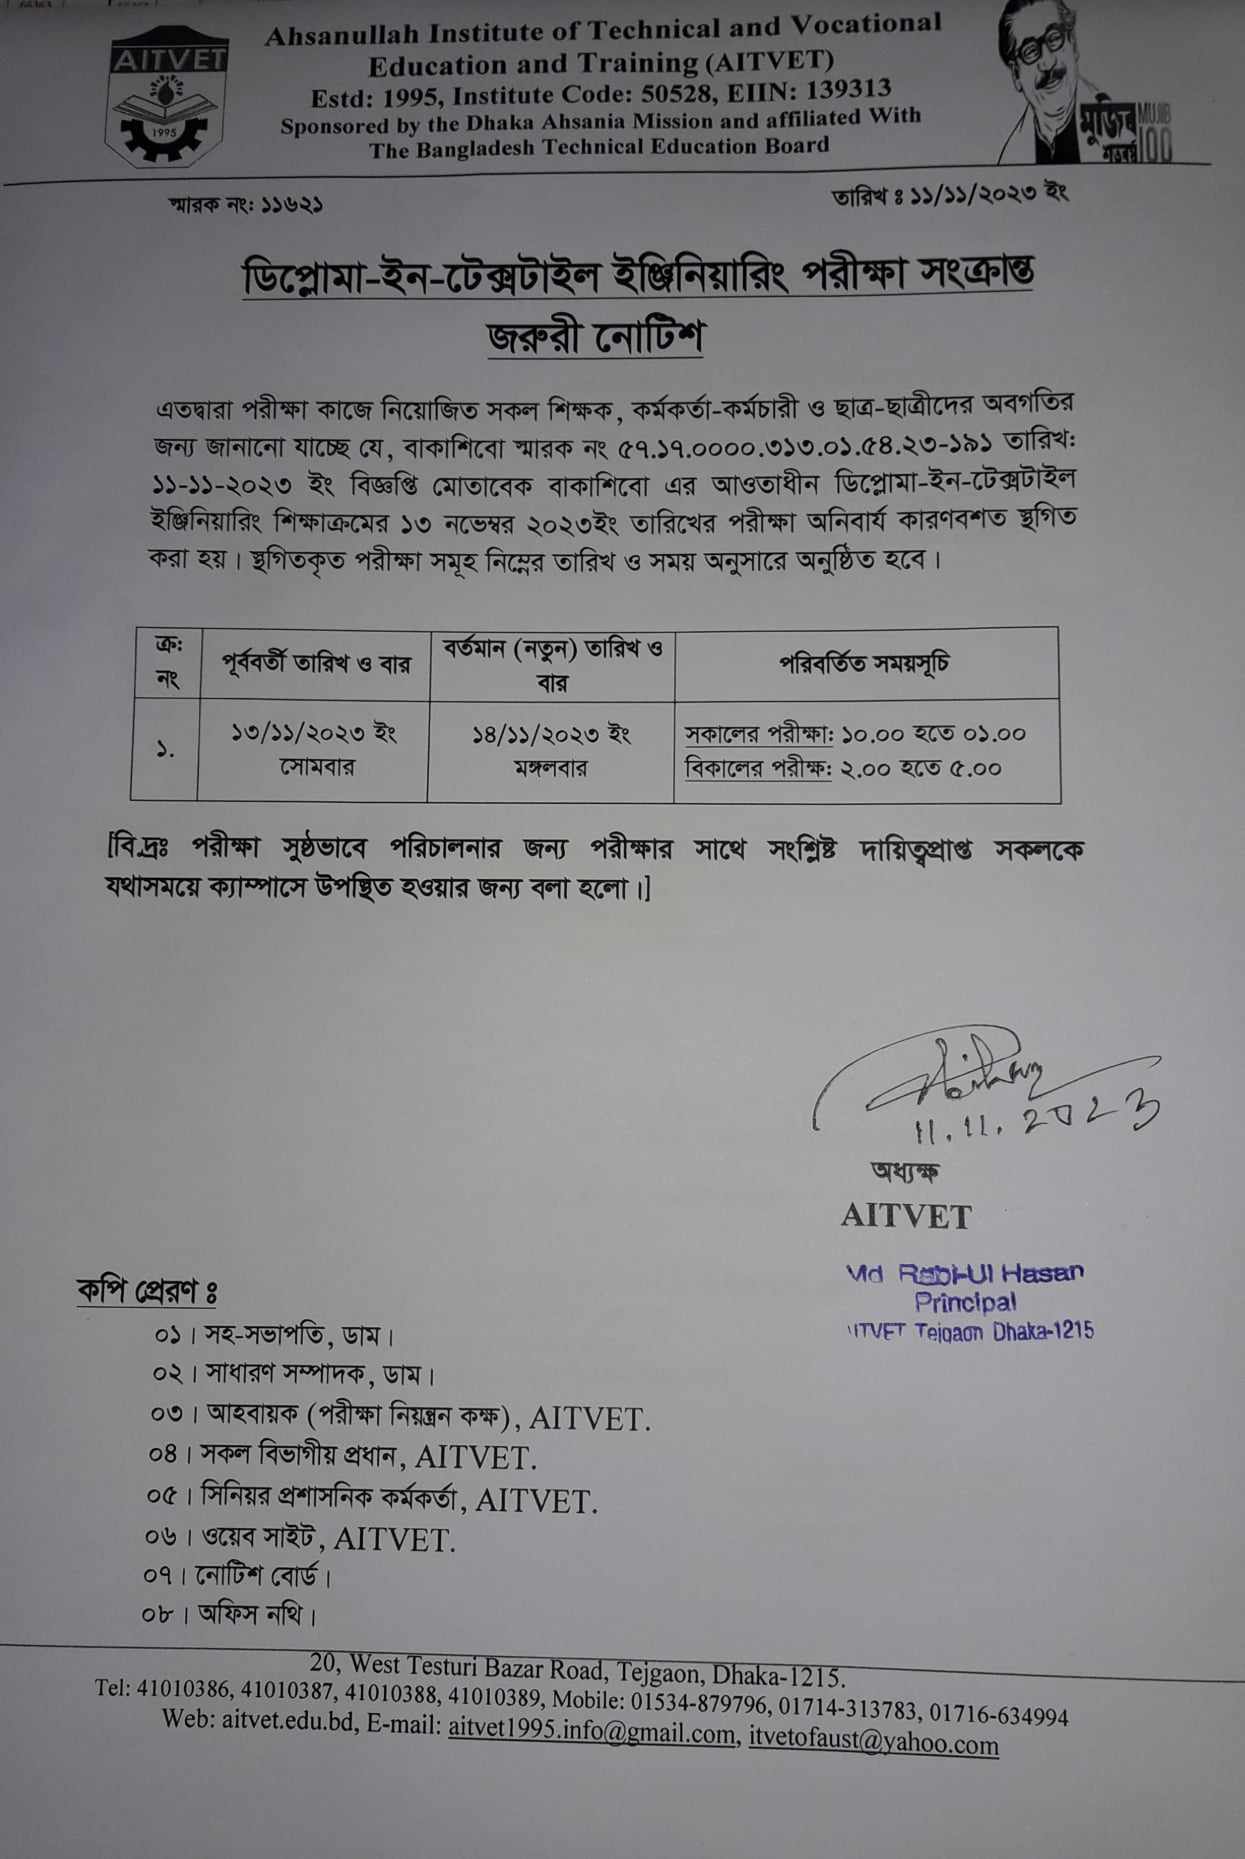 AITVET
1995
Ahsanullah Institute of Technical and Vocational
Education and Training (AITVET)
Estd: 1995, Institute Code: 50528, EIIN: 139313
Sponsored by the Dhaka Ahsania Mission and affiliated With
The Bangladesh Technical Education Board
মুজিব MUJIB
শতবর্ষ 100
স্মারক নং: ১১৬২১
তারিখ ঃ ১১/১১/২০২৩ ইং
ডিপ্লোমা-ইন-টেক্সটাইল ইঞ্জিনিয়ারিং পরীক্ষা সংক্রান্ত
জরুরী নোটিশ
এতদ্বারা পরীক্ষা কাজে নিয়োজিত সকল শিক্ষক, কর্মকর্তা-কর্মচারী ও ছাত্র-ছাত্রীদের অবগতির
জন্য জানানো যাচ্ছে যে, বাকাশিবো স্মারক নং ৫৭.১৭.০০০০.৩১৩.০১.৫৪.২৩-১৯১ তারিখ:
১১-১১-২০২৩ ইং বিজ্ঞপ্তি মোতাবেক বাকাশিবো এর আওতাধীন ডিপ্লোমা-ইন-টেক্সটাইল
ইঞ্জিনিয়ারিং শিক্ষাক্রমের ১৩ নভেম্বর ২০২৩ইং তারিখের পরীক্ষা অনিবার্য কারণবশত স্থগিত
করা হয়। স্থগিতকৃত পরীক্ষা সমূহ নিম্নের তারিখ ও সময় অনুসারে অনুষ্ঠিত হবে।
ক্র: নং
পূর্ববর্তী তারিখ ও বার
বর্তমান (নতুন) তারিখ ও
বার
পরিবর্তিত সময়সূচি
১.
১৩/১১/২০২৩ ইং
সোমবার
১৪/১১/২০২৩ ইং
মঙ্গলবার
সকালের পরীক্ষা: ১০.০০ হতে ০১.০০
বিকালের পরীক্ষ: ২.০০ হতে ৫.০০
[বি.দ্রঃ পরীক্ষা সুষ্ঠভাবে পরিচালনার জন্য পরীক্ষার সাথে সংশ্লিষ্ট দায়িত্বপ্রাপ্ত সকলকে
যথাসময়ে ক্যাম্পাসে উপস্থিত হওয়ার জন্য বলা হলো।]
11.11.2023
অধ্যক্ষ
AITVET
Md Rabi-Ul Hasan
Principal
AITVET Tejgaon Dhaka-1215
কপি প্রেরণ ঃ
০১। সহ-সভাপতি, ডাম।
০২। সাধারণ সম্পাদক, ডাম।
০৩। আহবায়ক (পরীক্ষা নিয়ন্ত্রন কক্ষ), AITVET.
০৪। সকল বিভাগীয় প্রধান, AITVET.
০৫। সিনিয়র প্রশাসনিক কর্মকর্তা, AITVET.
০৬। ওয়েব সাইট, AITVET.
০৭। নোটিশ বোর্ড।
০৮। অফিস নথি।
20, West Testuri Bazar Road, Tejgaon, Dhaka-1215.
Tel: 41010386, 41010387, 41010388, 41010389, Mobile: 01534-879796, 01714-313783, 01716-634994
Web: aitvet.edu.bd, E-mail: aitvet1995.info@gmail.com, itvetofaust@yahoo.com